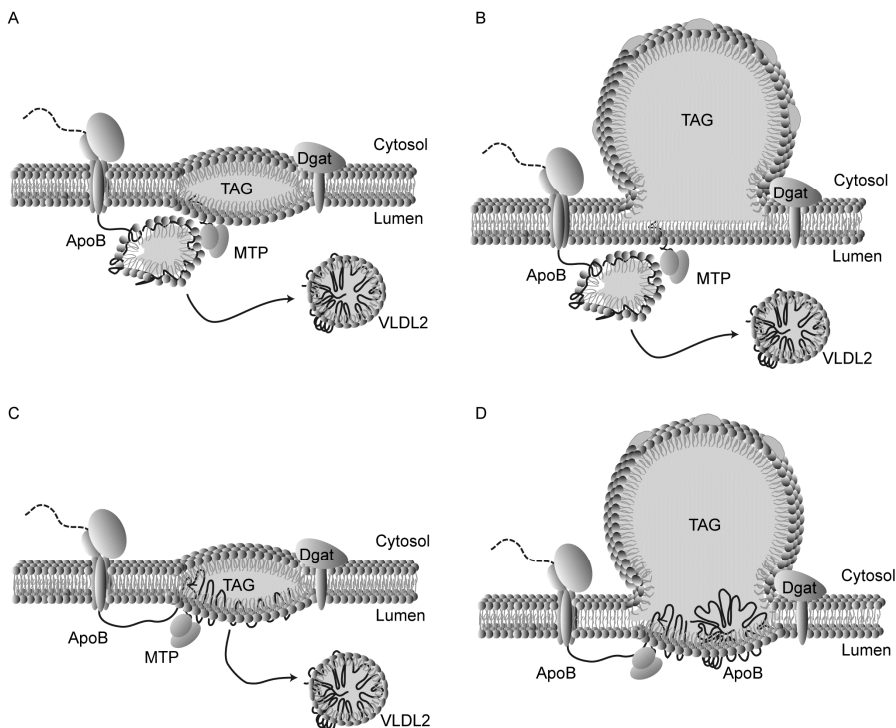 A
Cytosol
Dgat
TAG
Lumen
ApoB
MTP
VLDL2
B
TAG
Cytosol
Dgat
Lumen
ApoB
MTP
VLDL2
C
Cytosol
Dgat
TAG
Lumen
ApoB
MTP
VLDL2
D
TAG
Cytosol
Dgat
Lumen
ApoB
ApoB